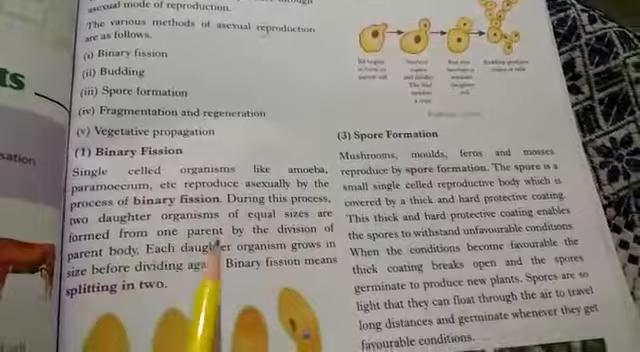 asexual mode of reproduction.
The various methods of asexual reproduction
are as follows.
(i) Binary fission
(ii) Budding
(iii) Spore formation
(iv) Fragmentation and regeneration
(v) Vegetative propagation
(1) Binary Fission
Single celled organisms like amoeba,
paramoecium, etc reproduce asexually by the
process of binary fission. During this process,
two daughter organisms of equal sizes are
formed from one parent by the division of
parent body. Each daughter organism grows in
size before dividing Binary fission means
splitting in two.
(3) Spore Formation
Mushrooms, moulds, ferns and mosses
reproduce by spore formation. The spore is a
small single celled reproductive body which is
covered by a thick and hard protective coating.
This thick and hard protective coating enables
the spores to withstand unfavourable conditions.
When the conditions become favourable the
thick coating breaks open and the spores
germinate to produce new plants. Spores are so
light that they can float through the air to travel
long distances and germinate whenever they get
favourable conditions.
ts
sation